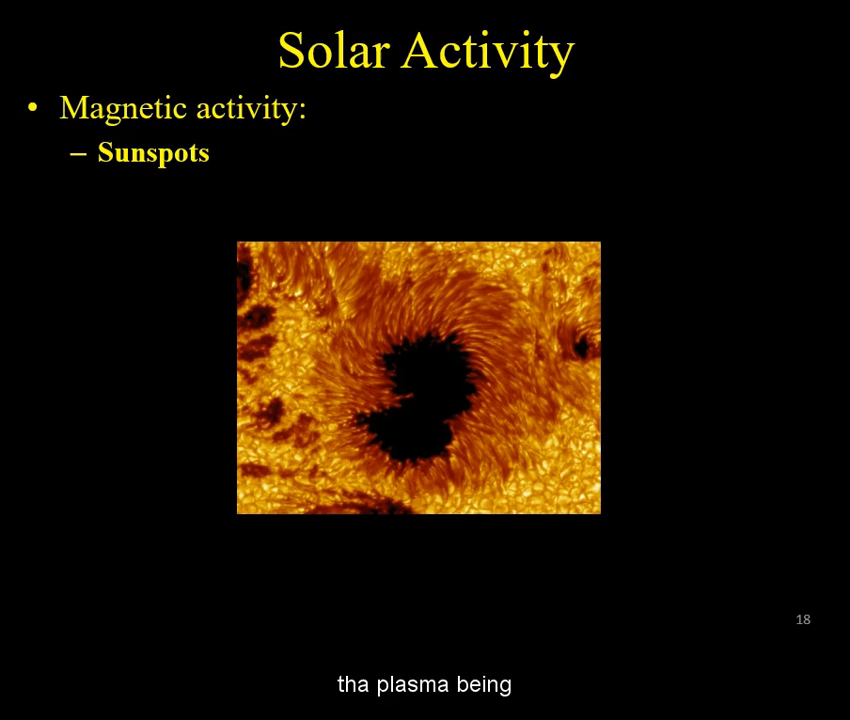 Solar Activity
• Magnetic activity:
– Sunspots
18
tha plasma being